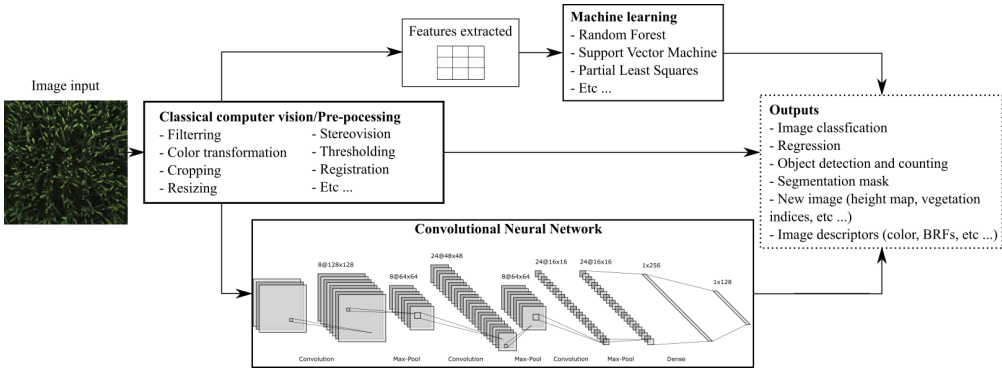 Image input
Classical computer vision/Pre-pocessing
- Filterring
- Color transformation
- Cropping
- Resizing
- Stereovision
- Thresholding
- Registration
- Etc ...
Features extracted
Machine learning
- Random Forest
- Support Vector Machine
- Partial Least Squares
- Etc ...
Outputs
- Image classfication
- Regression
- Object detection and counting
- Segmentation mask
- New image (height map, vegetation
indices, etc ...)
- Image descriptors (color, BRFs, etc ...)
Convolutional Neural Network
8@128x128
8@64x64
24@48x48
8@64x64
24@16x16
24@16x16
1x256
1x128
Convolution
Max-Pool
Convolution
Max-Pool
Convolution
Max-Pool
Dense